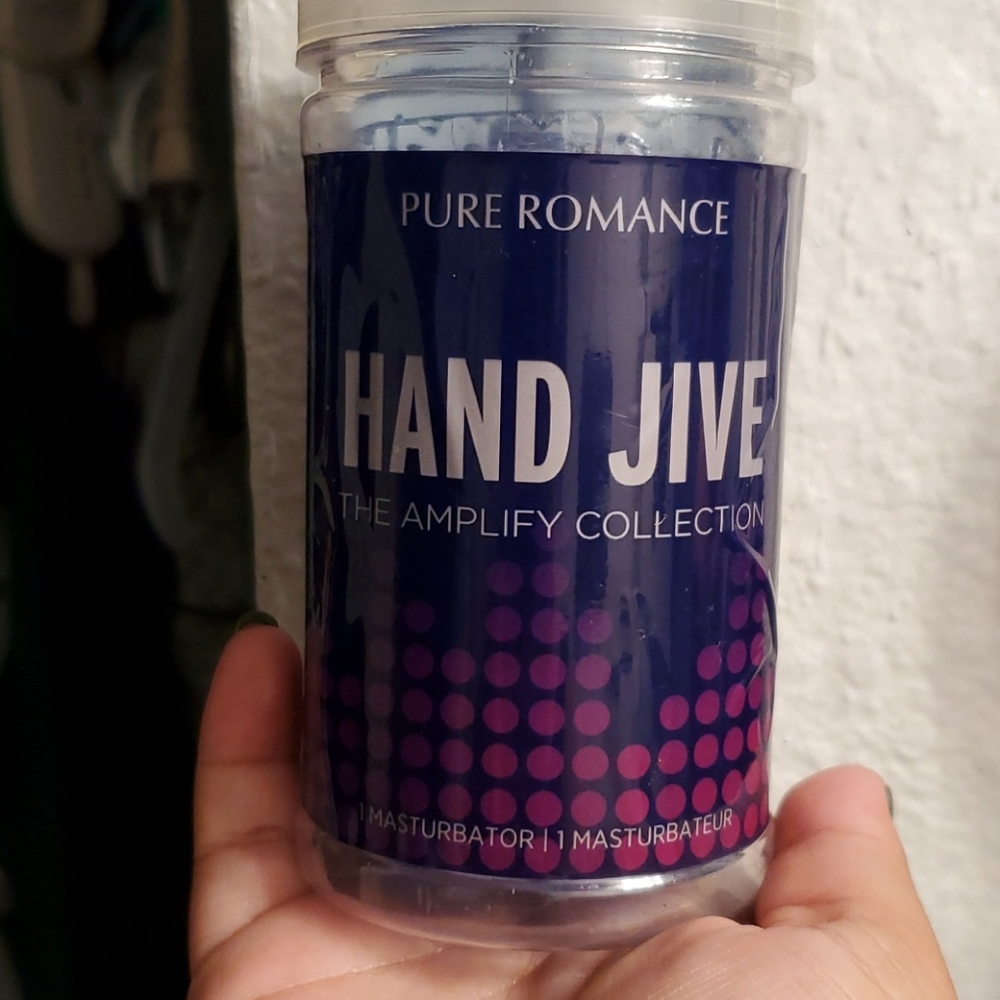 PURE ROMANCE
HAND JIVE
THE AMPLIFY COLLECTION
1 MASTURBATOR | 1 MASTURBATEUR